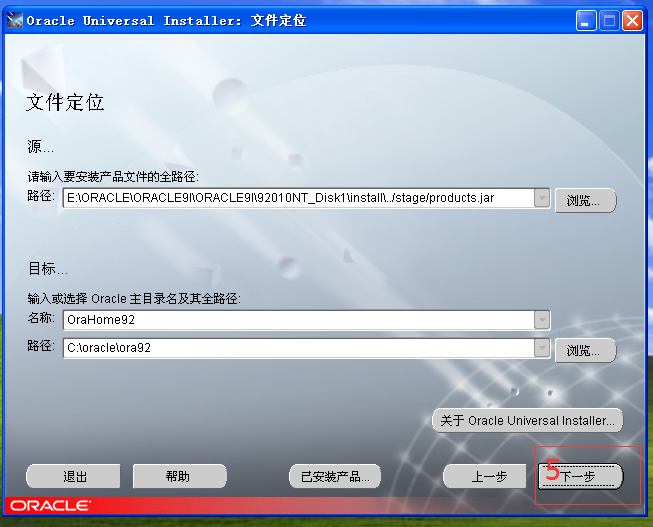 Oracle Universal Installer: 文件定位
文件定位
源...
请输入要安装产品文件的全路径:
路径: E:\ORACLE\ORACLE9I\ORACLE9I\92010NT_Disk1\install\../stage/products.jar 浏览...
目标...
输入或选择 Oracle 主目录名及其全路径:
名称: OraHome92
路径: C:\oracle\ora92 浏览...
关于 Oracle Universal Installer...
退出 帮助 已安装产品... 上一步 5下一步
ORACLE